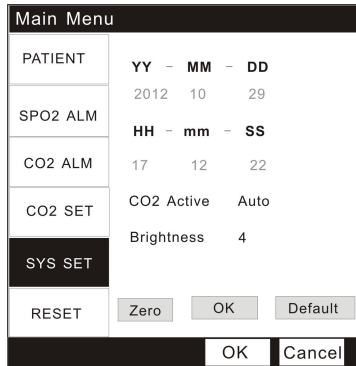 Main Menu
PATIENT
SPO2 ALM
CO2 ALM
CO2 SET
SYS SET
RESET
YY - MM - DD
2012 10 29
HH - mm - SS
17 12 22
CO2 Active Auto
Brightness 4
Zero OK Default
OK Cancel